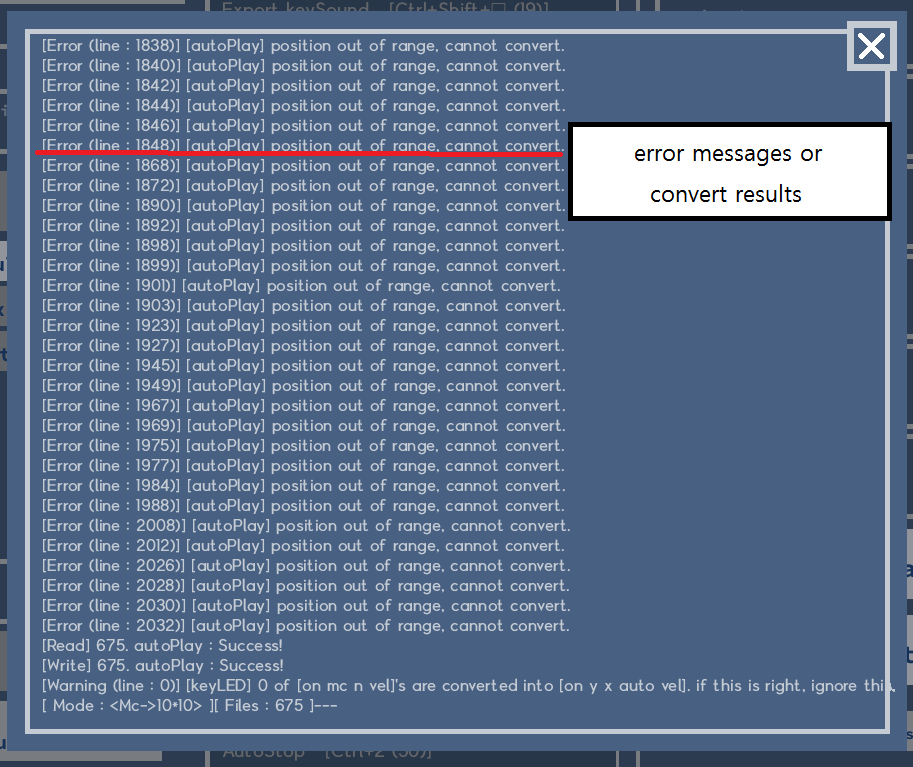 Export keySound [Ctrl+Shift+□ (19)]
[Error (line : 1838)] [autoPlay] position out of range, cannot convert.
[Error (line : 1840)] [autoPlay] position out of range, cannot convert.
[Error (line : 1842)] [autoPlay] position out of range, cannot convert.
[Error (line : 1844)] [autoPlay] position out of range, cannot convert.
[Error (line : 1846)] [autoPlay] position out of range, cannot convert.
[Error (line : 1848)] [autoPlay] position out of range, cannot convert.
error messages or
convert results
[Error (line : 1868)] [autoPlay] position out of range, cannot convert.
[Error (line : 1872)] [autoPlay] position out of range, cannot convert.
[Error (line : 1890)] [autoPlay] position out of range, cannot convert.
[Error (line : 1892)] [autoPlay] position out of range, cannot convert.
[Error (line : 1898)] [autoPlay] position out of range, cannot convert.
[Error (line : 1899)] [autoPlay] position out of range, cannot convert.
[Error (line : 1901)] [autoPlay] position out of range, cannot convert.
[Error (line : 1903)] [autoPlay] position out of range, cannot convert.
[Error (line : 1923)] [autoPlay] position out of range, cannot convert.
[Error (line : 1927)] [autoPlay] position out of range, cannot convert.
[Error (line : 1945)] [autoPlay] position out of range, cannot convert.
[Error (line : 1949)] [autoPlay] position out of range, cannot convert.
[Error (line : 1967)] [autoPlay] position out of range, cannot convert.
[Error (line : 1969)] [autoPlay] position out of range, cannot convert.
[Error (line : 1975)] [autoPlay] position out of range, cannot convert.
[Error (line : 1977)] [autoPlay] position out of range, cannot convert.
[Error (line : 1984)] [autoPlay] position out of range, cannot convert.
[Error (line : 1988)] [autoPlay] position out of range, cannot convert.
[Error (line : 2008)] [autoPlay] position out of range, cannot convert.
[Error (line : 2012)] [autoPlay] position out of range, cannot convert.
[Error (line : 2026)] [autoPlay] position out of range, cannot convert.
[Error (line : 2028)] [autoPlay] position out of range, cannot convert.
[Error (line : 2030)] [autoPlay] position out of range, cannot convert.
[Error (line : 2032)] [autoPlay] position out of range, cannot convert.
[Read] 675. autoPlay : Success!
[Write] 675. autoPlay : Success!
[Warning (line : 0)] [keyLED] 0 of [on mc n vel]'s are converted into [on y x auto vel]. if this is right, ignore this.
[ Mode : <Mc->10*10> ][ Files : 675 ]---
AutoStop [Ctrl+2 (50)]